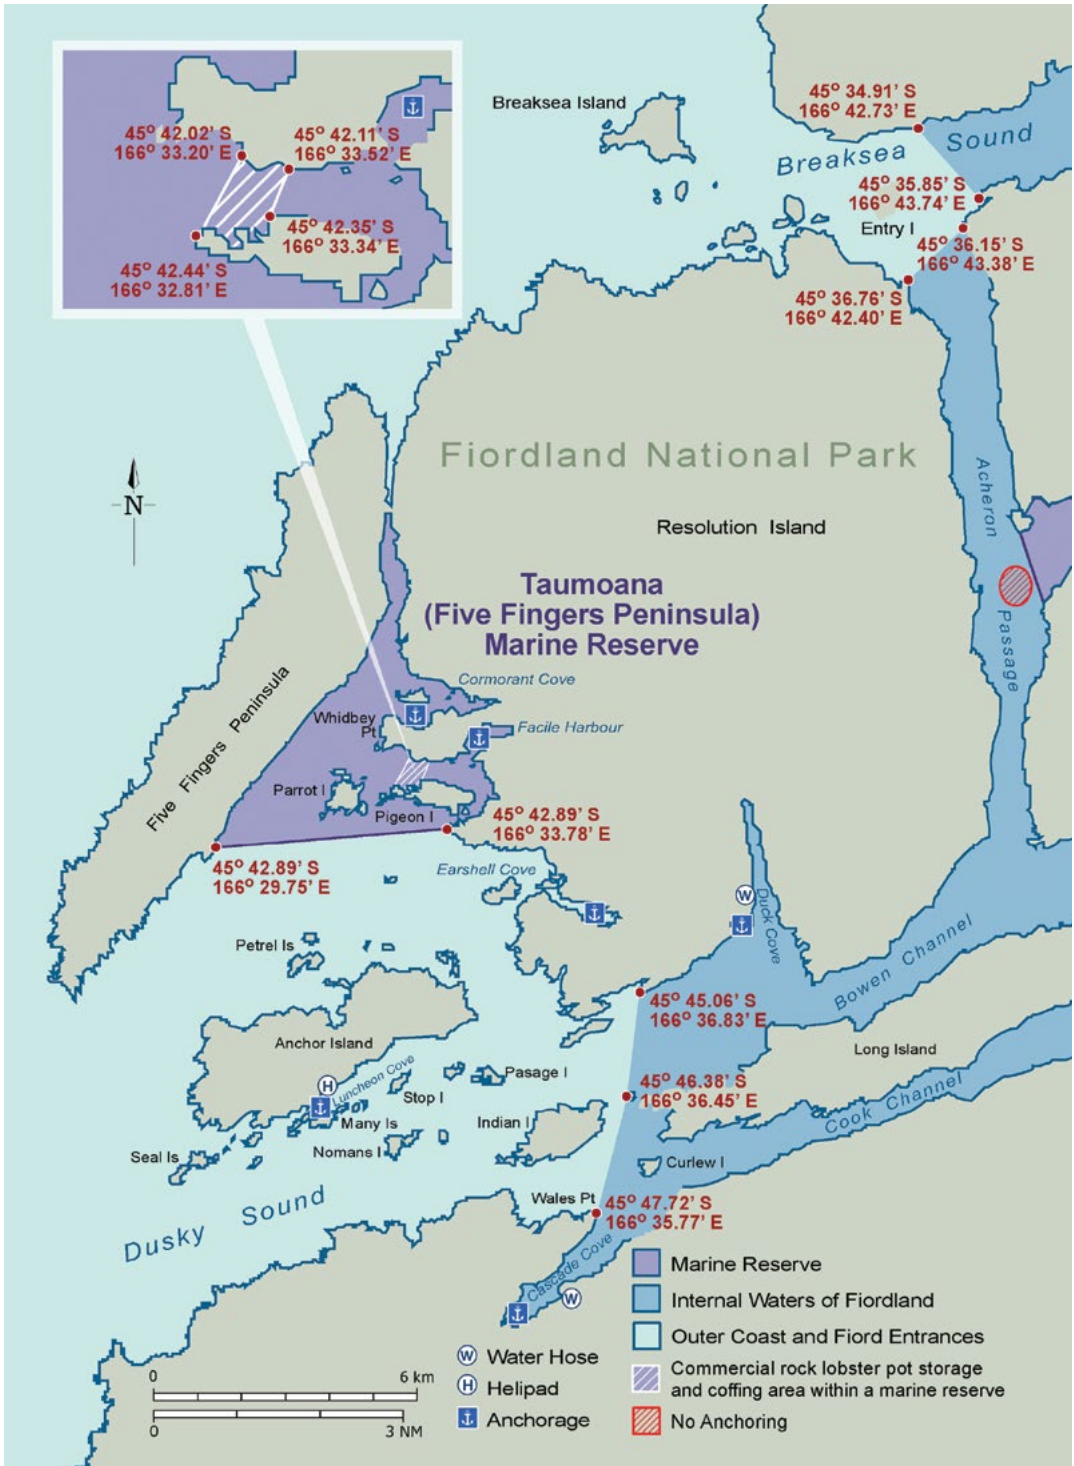 Breaksea Island
45° 34.91' S
166° 42.73' E
Breaksea Sound
45° 35.85' S
166° 43.74' E
Entry I
45° 36.15' S
166° 43.38' E
45° 36.76' S
166° 42.40' E
45° 42.02' S
166° 33.20' E
45° 42.11' S
166° 33.52' E
45° 42.35' S
166° 33.34' E
45° 42.44' S
166° 32.81' E
N
Fiordland National Park
Acheron Passage
Resolution Island
Taumoana
(Five Fingers Peninsula)
Marine Reserve
Five Fingers Peninsula
Cormorant Cove
Whidbey
Pt
Facile Harbour
Parrot I
Pigeon I
45° 42.89' S
166° 33.78' E
45° 42.89' S
166° 29.75' E
Earshell Cove
W
Duck Cove
Petrel Is
Bowen Channel
45° 45.06' S
166° 36.83' E
Anchor Island
Long Island
H
Luncheon Cove
Pasage I
Stop I
45° 46.38' S
166° 36.45' E
Cook Channel
Many Is
Indian I
Nomans I
Seal Is
Curlew I
Wales Pt
45° 47.72' S
166° 35.77' E
Dusky Sound
Cascade Cove
W
Marine Reserve
Internal Waters of Fiordland
Outer Coast and Fiord Entrances
Commercial rock lobster pot storage
and coffing area within a marine reserve
No Anchoring
W Water Hose
H Helipad
Anchorage
0 6 km
0 3 NM